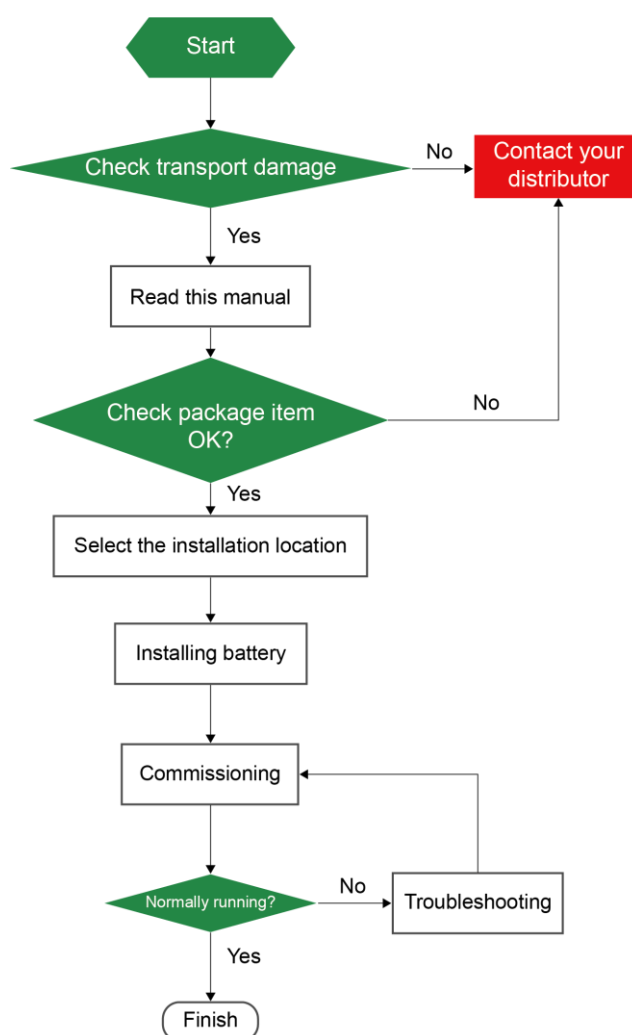 Start
Check transport damage
No
Contact your
distributor
Yes
Read this manual
Check package item
OK?
No
Yes
Select the installation location
Installing battery
Commissioning
Normally running?
No
Troubleshooting
Yes
Finish